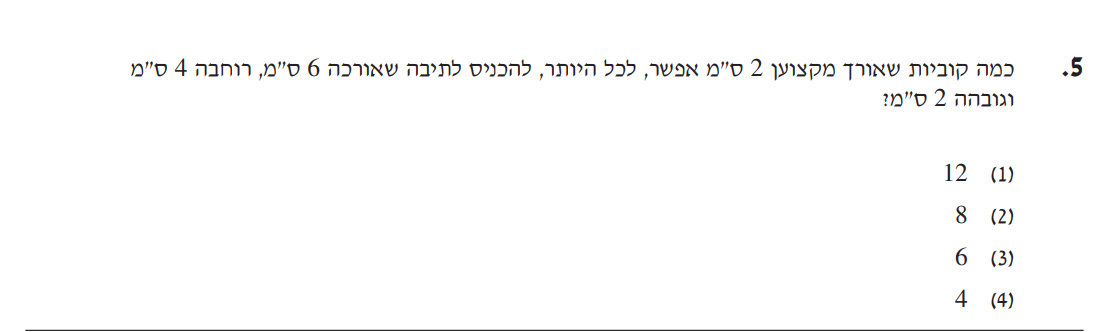 5. כמה קוביות שאורך מקצוען 2 ס"מ אפשר, לכל היותר, להכניס לתיבה שאורכה 6 ס"מ, רוחבה 4 ס"מ
וגובהה 2 ס"מ?
(1) 12
(2) 8
(3) 6
(4) 4